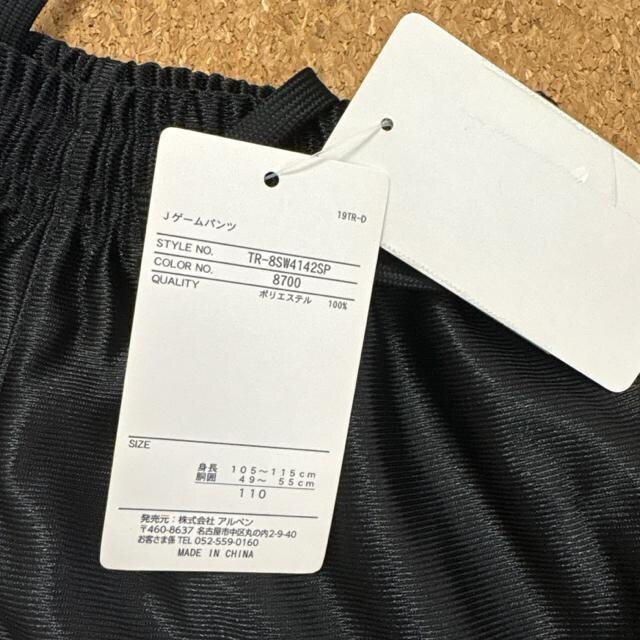 Jゲームパンツ 19TR-D
STYLE NO. TR-8SW4142SP
COLOR NO. 8700
QUALITY ポリエステル 100%
SIZE
身長 105～115cm
胴囲 49～ 55cm
110
発売元：株式会社 アルペン
〒460-8637 名古屋市中区丸の内2-9-40
お客さま係 TEL 052-559-0160
MADE IN CHINA